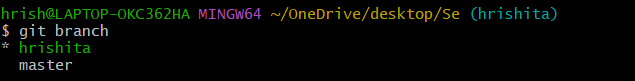 hrish@LAPTOP-OKC362HA MINGW64 ~/OneDrive/desktop/Se (hrishita)
$ git branch
* hrishita
  master